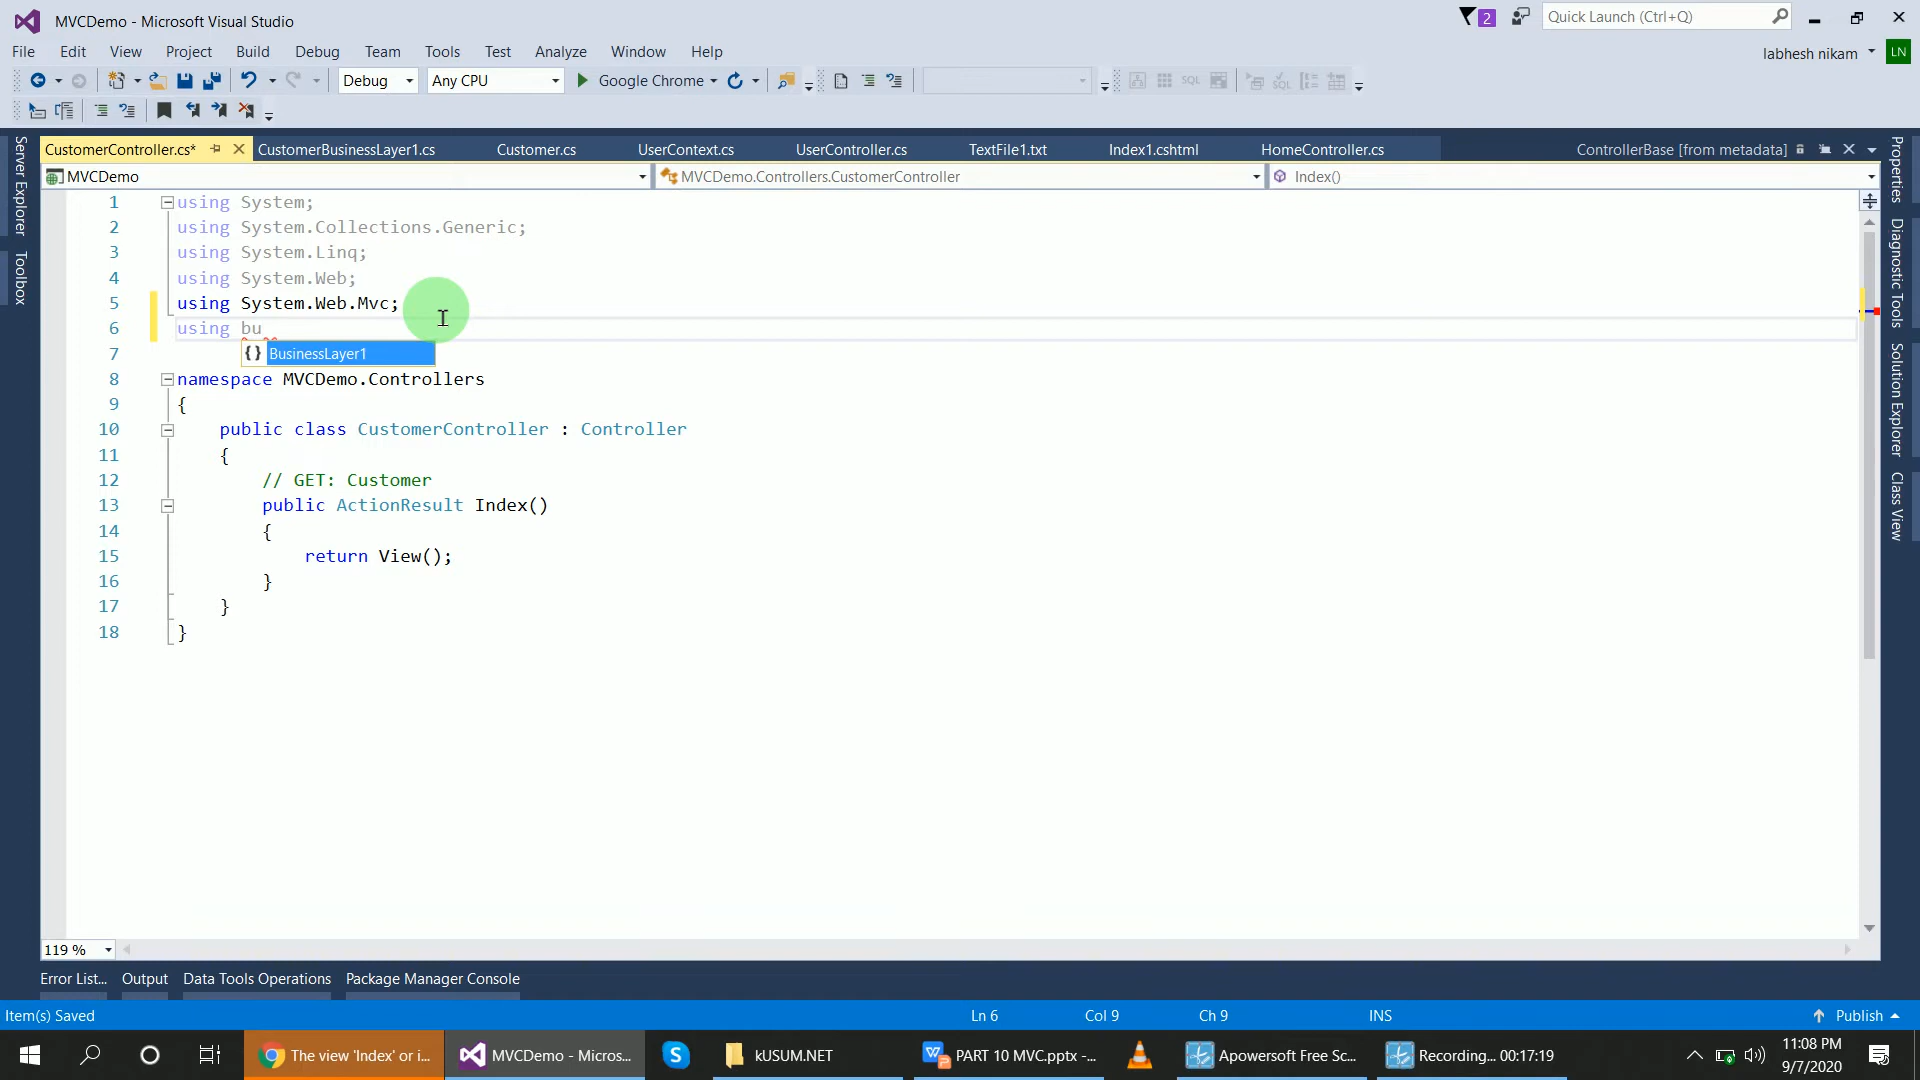 MVCDemo - Microsoft Visual Studio
2
Quick Launch (Ctrl+Q)
File Edit View Project Build Debug Team Tools Test Analyze Window Help
labhesh nikam LN
Debug Any CPU Google Chrome
CustomerController.cs* CustomerBusinessLayer1.cs Customer.cs UserContext.cs UserController.cs TextFile1.txt Index1.cshtml HomeController.cs ControllerBase [from metadata]
MVCDemo MVCDemo.Controllers.CustomerController Index()
Server Explorer
Toolbox
1 using System;
2 using System.Collections.Generic;
3 using System.Linq;
4 using System.Web;
5 using System.Web.Mvc;
6 using bu
7 {} BusinessLayer1
8 namespace MVCDemo.Controllers
9 {
10 public class CustomerController : Controller
11 {
12 // GET: Customer
13 public ActionResult Index()
14 {
15 return View();
16 }
17 }
18 }
Properties
Diagnostic Tools
Solution Explorer
Class View
119 %
Error List... Output Data Tools Operations Package Manager Console
Item(s) Saved Ln 6 Col 9 Ch 9 INS Publish
The view 'Index' or i... MVCDemo - Micros... kUSUM.NET PART 10 MVC.pptx -... Apowersoft Free Sc... Recording... 00:17:19
11:08 PM
9/7/2020